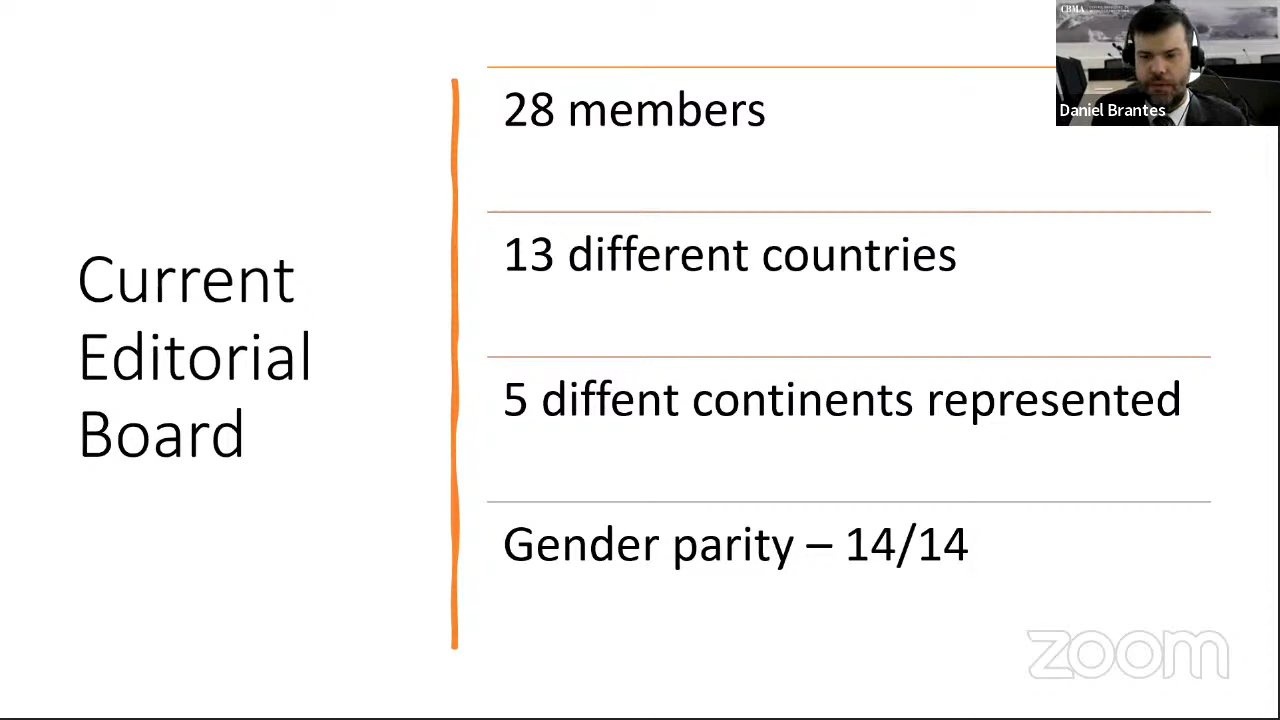 CBMA
Daniel Brantes
Current
Editorial
Board
28 members
13 different countries
5 diffent continents represented
Gender parity – 14/14
zoom